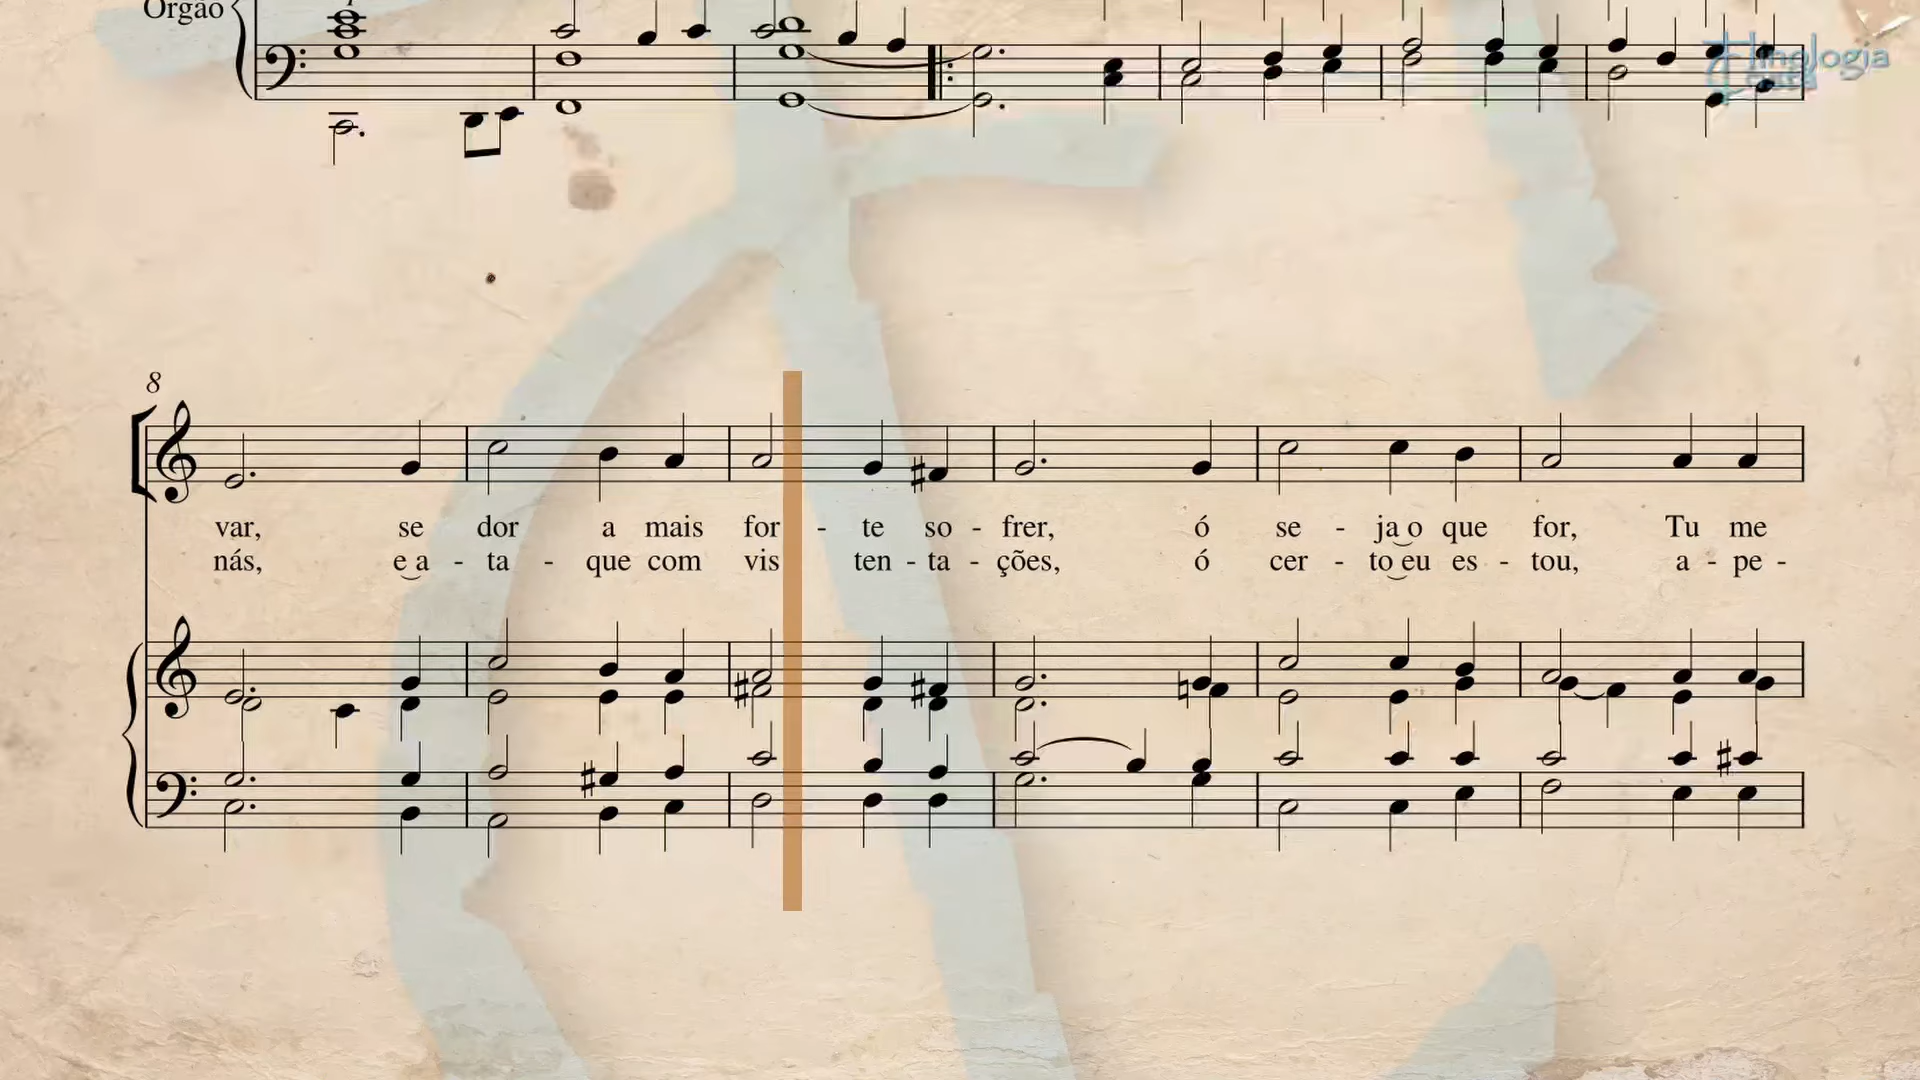 Órgão
Hinologia
8
var, se dor a mais for - te so - frer, ó se - ja‿o que for, Tu me
nás, e‿a - ta - que com vis ten - ta - ções, ó cer - to‿eu es - tou, a - pe -